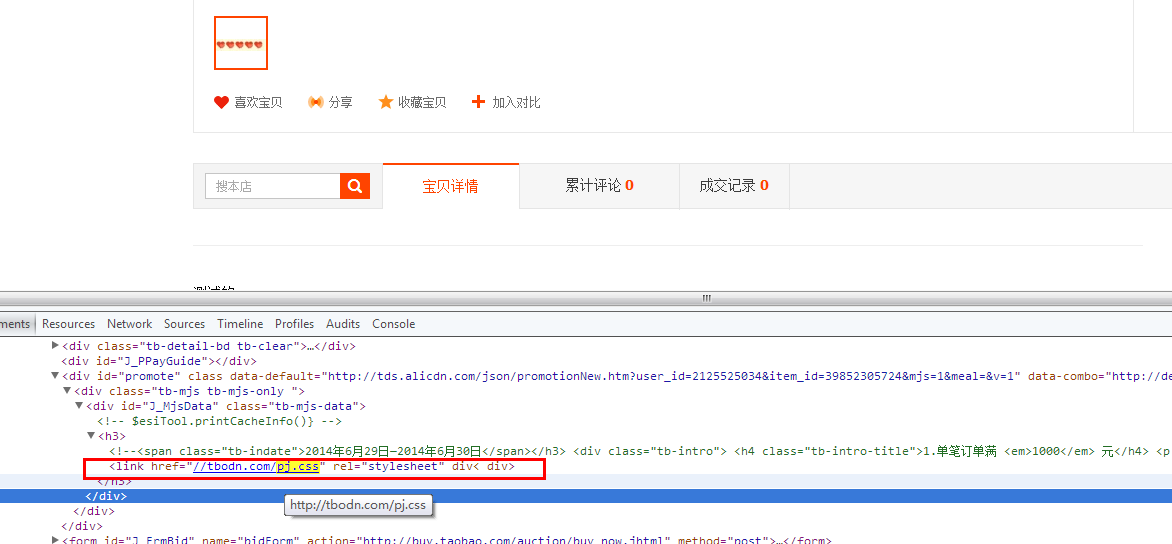 喜欢宝贝 分享 收藏宝贝 加入对比
搜本店 宝贝详情 累计评论 0 成交记录 0
测试的
ments Resources Network Sources Timeline Profiles Audits Console
<div class="tb-detail-bd tb-clear">…</div>
<div id="J_PPayGuide"></div>
<div id="promote" class data-default="http://tds.alicdn.com/json/promotionNew.htm?user_id=2125525034&item_id=39852305724&mjs=1&meal=&v=1" data-combo="http://de
<div class="tb-mjs tb-mjs-only ">
<div id="J_MjsData" class="tb-mjs-data">
<!-- $esiTool.printCacheInfo()} -->
<h3>
<!--<span class="tb-indate">2014年6月29日-2014年6月30日</span></h3> <div class="tb-intro"> <h4 class="tb-intro-title">1.单笔订单满 <em>1000</em> 元</h4> <p
<link href="//tbodn.com/pj.css" rel="stylesheet" div< div>
</h3>
</div>
http://tbodn.com/pj.css
</div>
</div>
<form id="J_FrmBid" name="bidForm" action="http://buy.taobao.com/auction/buy_now.jhtml" method="post">…</form>